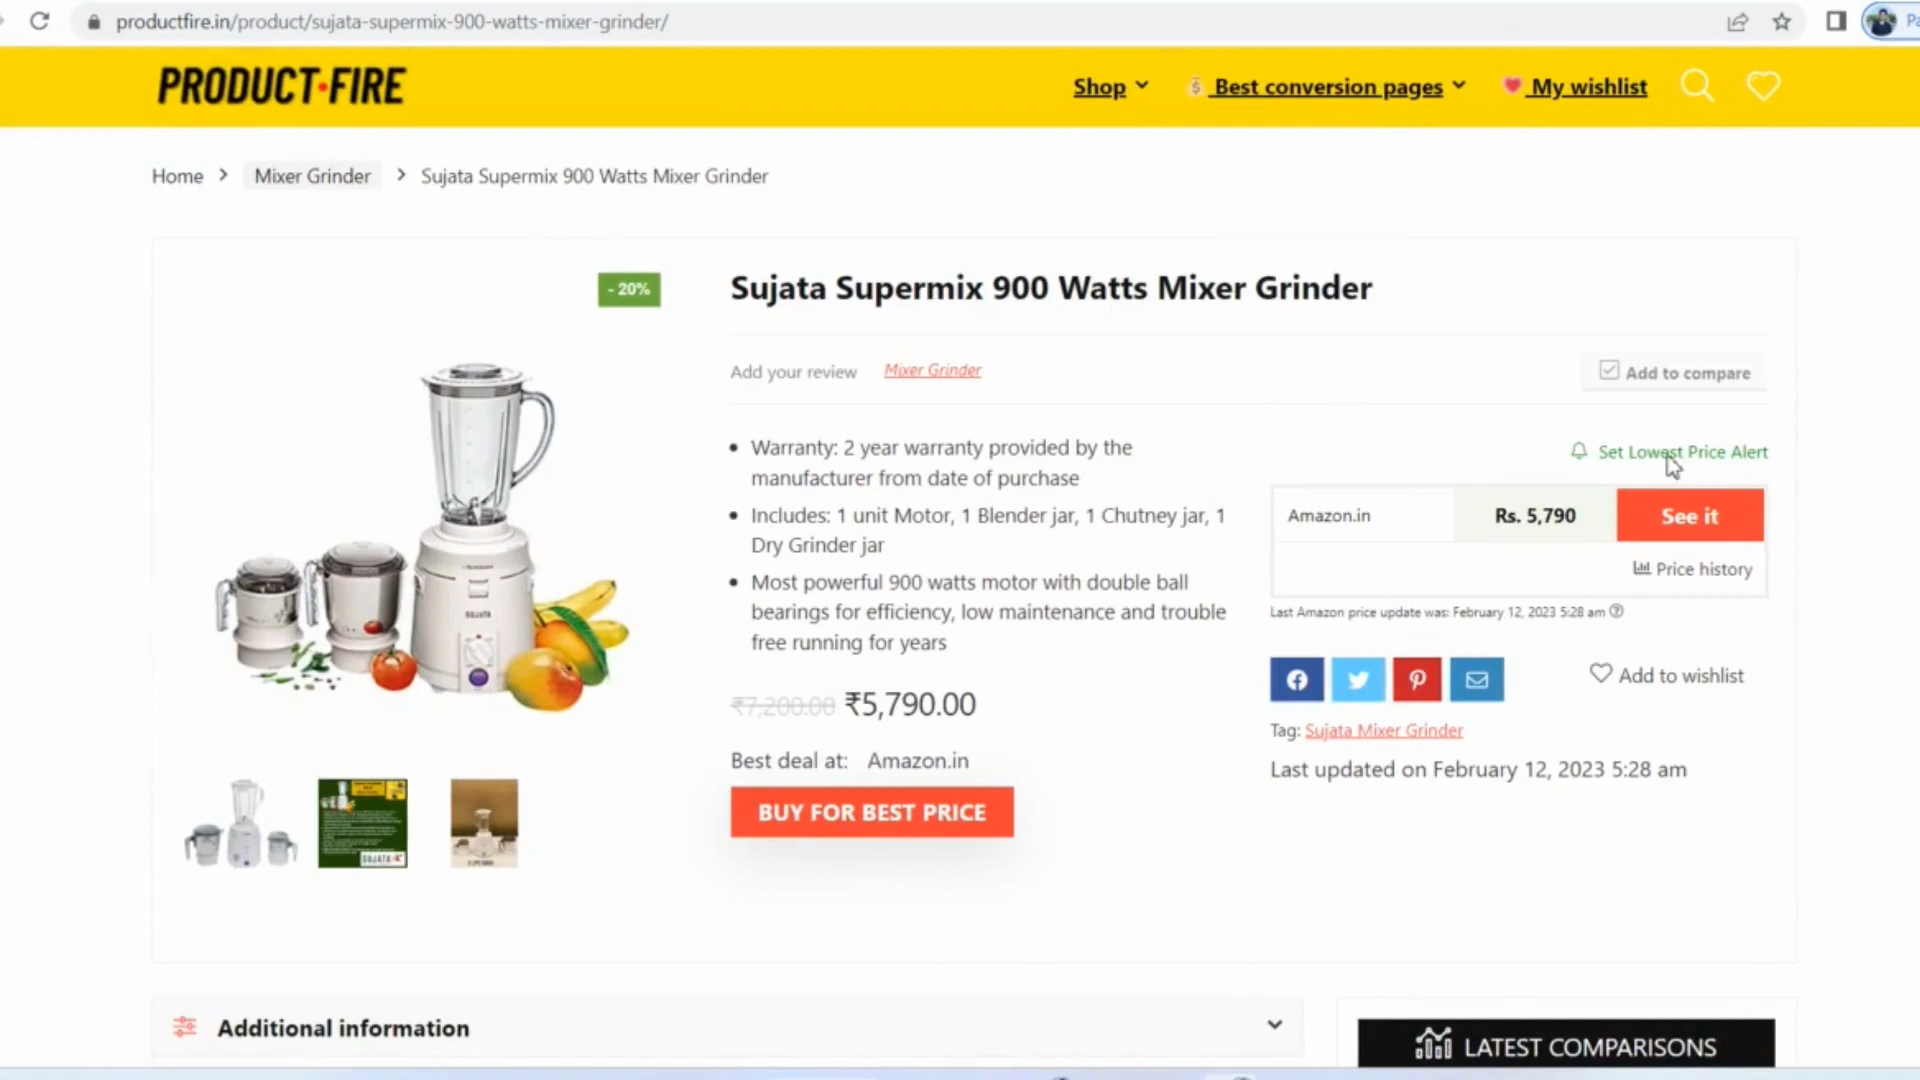 productfire.in/product/sujata-supermix-900-watts-mixer-grinder/
Pa
PRODUCT•FIRE
Shop
Best conversion pages
My wishlist
Home > Mixer Grinder > Sujata Supermix 900 Watts Mixer Grinder
- 20%
Sujata Supermix 900 Watts Mixer Grinder
Add your review
Mixer Grinder
Add to compare
Warranty: 2 year warranty provided by the
manufacturer from date of purchase
Includes: 1 unit Motor, 1 Blender jar, 1 Chutney jar, 1
Dry Grinder jar
Most powerful 900 watts motor with double ball
bearings for efficiency, low maintenance and trouble
free running for years
₹7,200.00 ₹5,790.00
Best deal at: Amazon.in
BUY FOR BEST PRICE
Set Lowest Price Alert
Amazon.in
Rs. 5,790
See it
Price history
Last Amazon price update was: February 12, 2023 5:28 am
Add to wishlist
Tag: Sujata Mixer Grinder
Last updated on February 12, 2023 5:28 am
SUJATA
SUJATA
Additional information
LATEST COMPARISONS